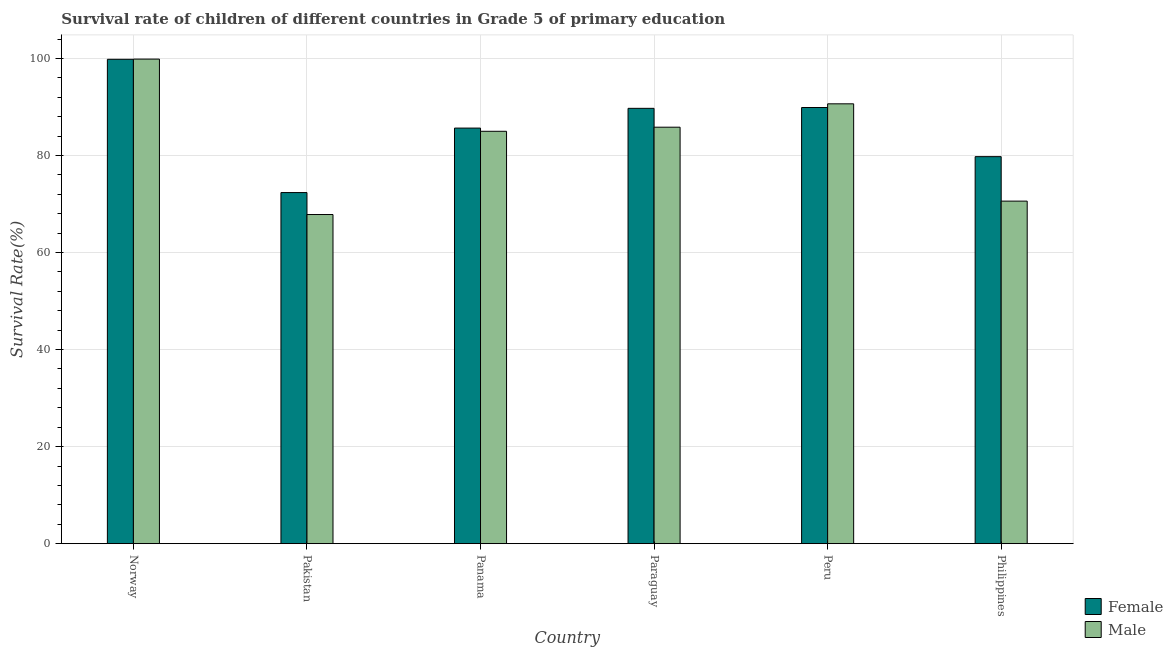 Survival rate of children of different countries in Grade 5 of primary education
Survival Rate(%)
100
80
60
40
20
0
Norway
Pakistan
Panama
Paraguay
Peru
Philippines
Country
Female
Male